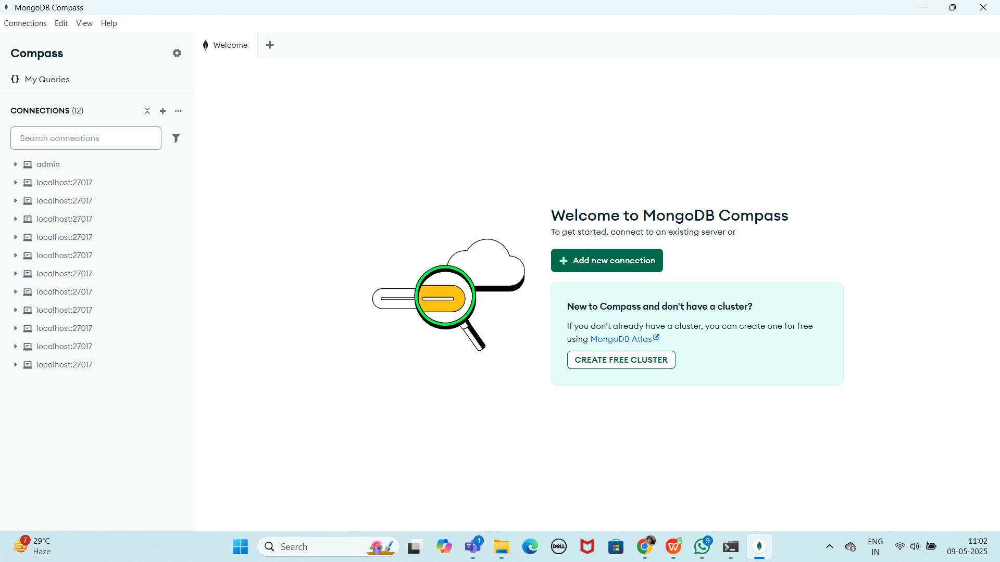 MongoDB Compass
Connections Edit View Help
Compass
My Queries
CONNECTIONS (12)
Search connections
admin
localhost:27017
localhost:27017
localhost:27017
localhost:27017
localhost:27017
localhost:27017
localhost:27017
localhost:27017
localhost:27017
localhost:27017
localhost:27017
Welcome
Welcome to MongoDB Compass
To get started, connect to an existing server or
Add new connection
New to Compass and don't have a cluster?
If you don't already have a cluster, you can create one for free
using MongoDB Atlas
CREATE FREE CLUSTER
7
29°C
Haze
Search
1
DELL
W
S
9
ENG
IN
11:02
09-05-2025